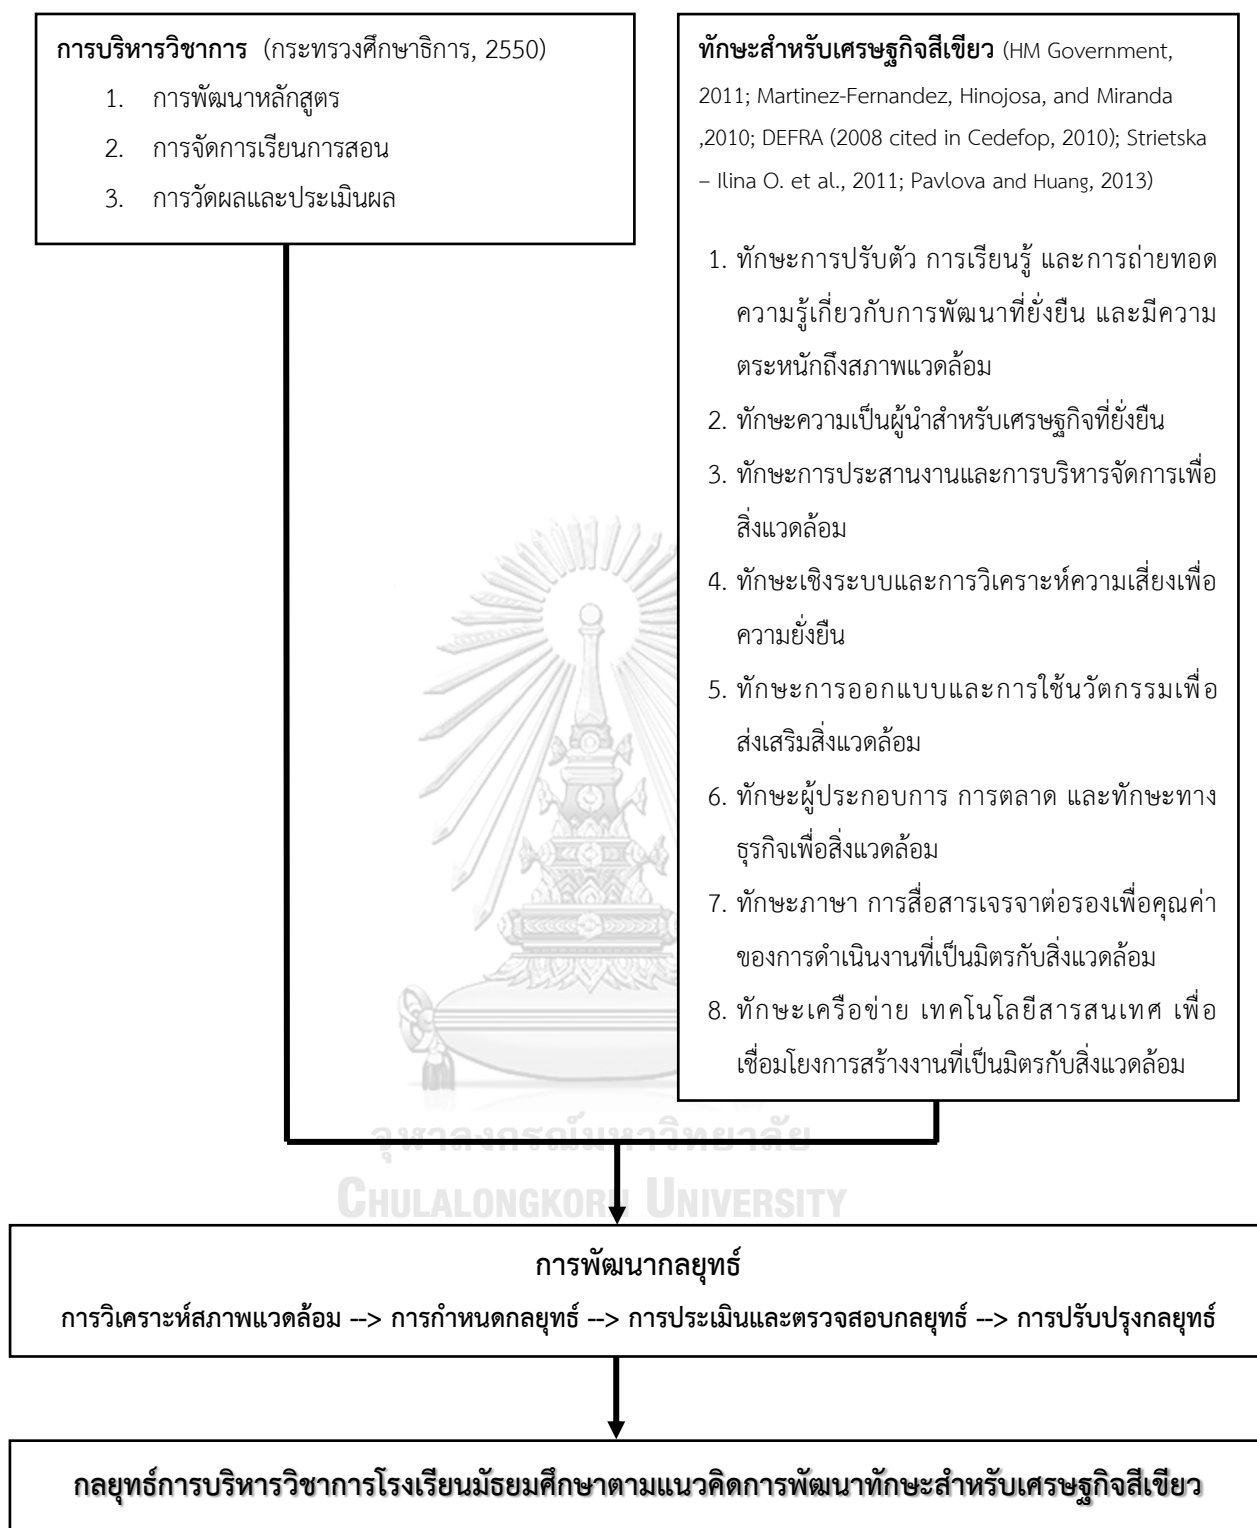 การบริหารวิชาการ (กระทรวงศึกษาธิการ, 2550)
1. การพัฒนาหลักสูตร
2. การจัดการเรียนการสอน
3. การวัดผลและประเมินผล
ทักษะสำหรับเศรษฐกิจสีเขียว (HM Government,
2011; Martinez-Fernandez, Hinojosa, and Miranda
,2010; DEFRA (2008 cited in Cedefop, 2010); Strietska
– Ilina O. et al., 2011; Pavlova and Huang, 2013)
1. ทักษะการปรับตัว การเรียนรู้ และการถ่ายทอด
ความรู้เกี่ยวกับการพัฒนาที่ยั่งยืน และมีความ
ตระหนักถึงสภาพแวดล้อม
2. ทักษะความเป็นผู้นำสำหรับเศรษฐกิจที่ยั่งยืน
3. ทักษะการประสานงานและการบริหารจัดการเพื่อ
สิ่งแวดล้อม
4. ทักษะเชิงระบบและการวิเคราะห์ความเสี่ยงเพื่อ
ความยั่งยืน
5. ทักษะการออกแบบและการใช้นวัตกรรมเพื่อ
ส่งเสริมสิ่งแวดล้อม
6. ทักษะผู้ประกอบการ การตลาด และทักษะทาง
ธุรกิจเพื่อสิ่งแวดล้อม
7. ทักษะภาษา การสื่อสารเจรจาต่อรองเพื่อคุณค่า
ของการดำเนินงานที่เป็นมิตรกับสิ่งแวดล้อม
8. ทักษะเครือข่าย เทคโนโลยีสารสนเทศ เพื่อ
เชื่อมโยงการสร้างงานที่เป็นมิตรกับสิ่งแวดล้อม
จุฬาลงกรณ์มหาวิทยาลัย
CHULALONGKORN UNIVERSITY
การพัฒนากลยุทธ์
การวิเคราะห์สภาพแวดล้อม --> การกำหนดกลยุทธ์ --> การประเมินและตรวจสอบกลยุทธ์ --> การปรับปรุงกลยุทธ์
กลยุทธ์การบริหารวิชาการโรงเรียนมัธยมศึกษาตามแนวคิดการพัฒนาทักษะสำหรับเศรษฐกิจสีเขียว